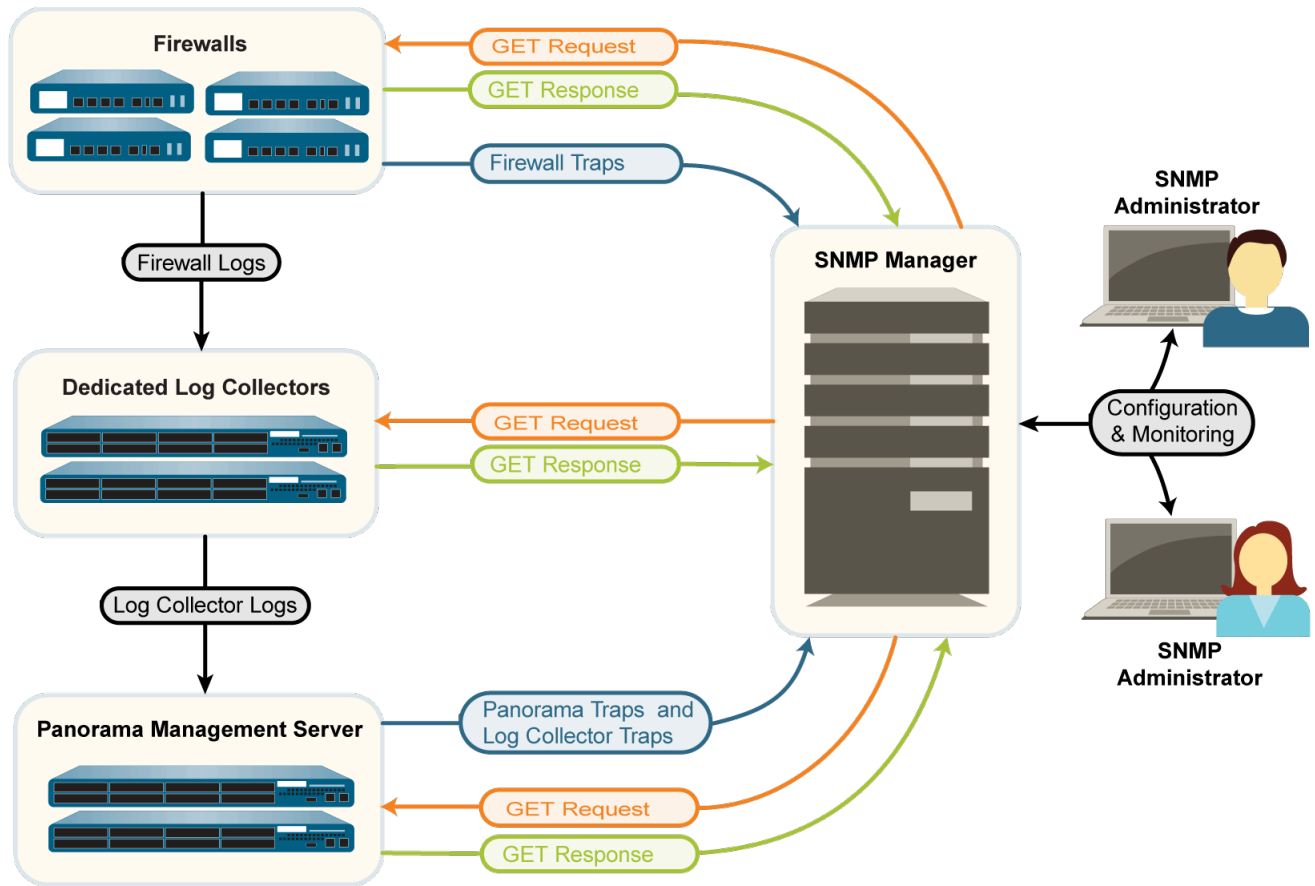 Firewalls
GET Request
GET Response
Firewall Traps
Firewall Logs
SNMP Manager
SNMP
Administrator
Dedicated Log Collectors
GET Request
GET Response
Configuration
& Monitoring
Log Collector Logs
SNMP
Administrator
Panorama Management Server
Panorama Traps and
Log Collector Traps
GET Request
GET Response